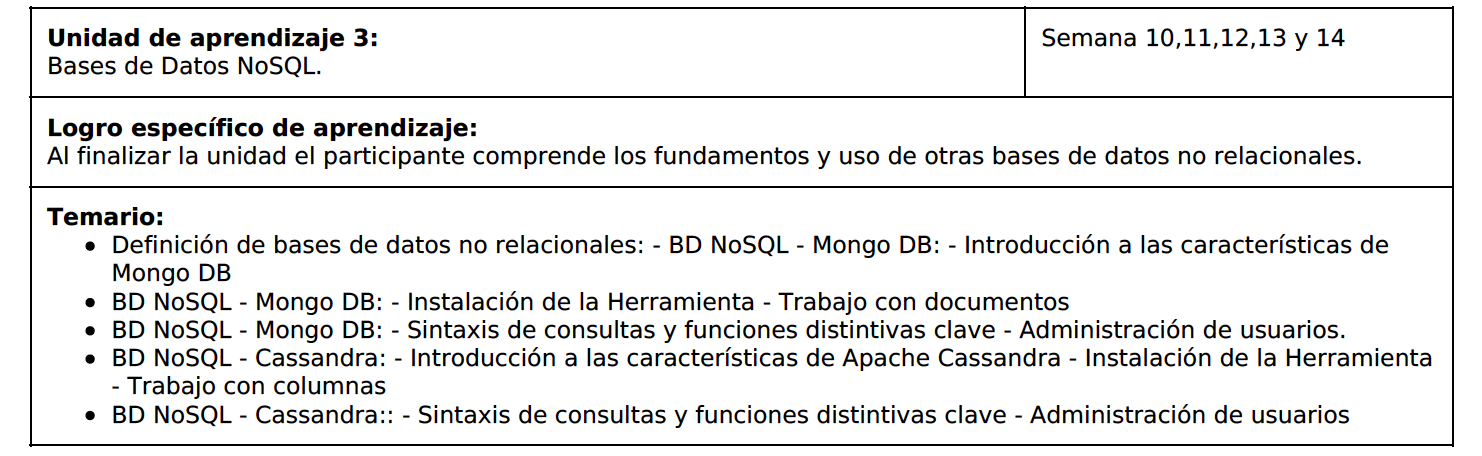 Unidad de aprendizaje 3:
Semana 10,11,12,13 y 14
Bases de Datos NoSQL.
Logro específico de aprendizaje:
Al finalizar la unidad el participante comprende los fundamentos y uso de otras bases de datos no relacionales.
Temario:
• Definición de bases de datos no relacionales: - BD NoSQL - Mongo DB: - Introducción a las características de
Mongo DB
• BD NoSQL - Mongo DB: - Instalación de la Herramienta - Trabajo con documentos
• BD NoSQL - Mongo DB: - Sintaxis de consultas y funciones distintivas clave - Administración de usuarios.
• BD NoSQL - Cassandra: - Introducción a las características de Apache Cassandra - Instalación de la Herramienta
- Trabajo con columnas
• BD NoSQL - Cassandra:: - Sintaxis de consultas y funciones distintivas clave - Administración de usuarios